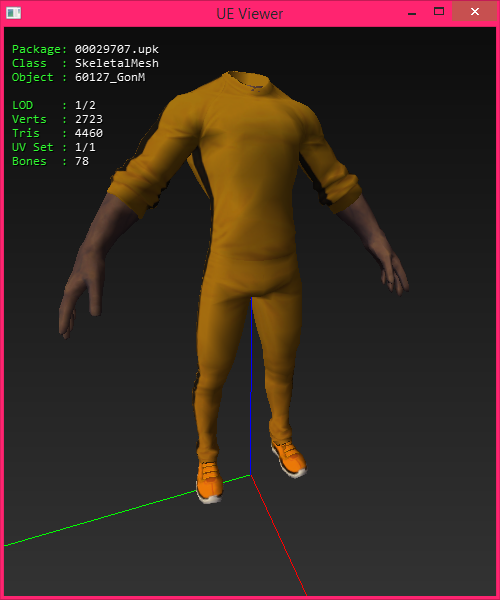 UE Viewer
Package: 00029707.upk
Class : SkeletalMesh
Object : 60127_GonM
LOD : 1/2
Verts : 2723
Tris : 4460
UV Set : 1/1
Bones : 78